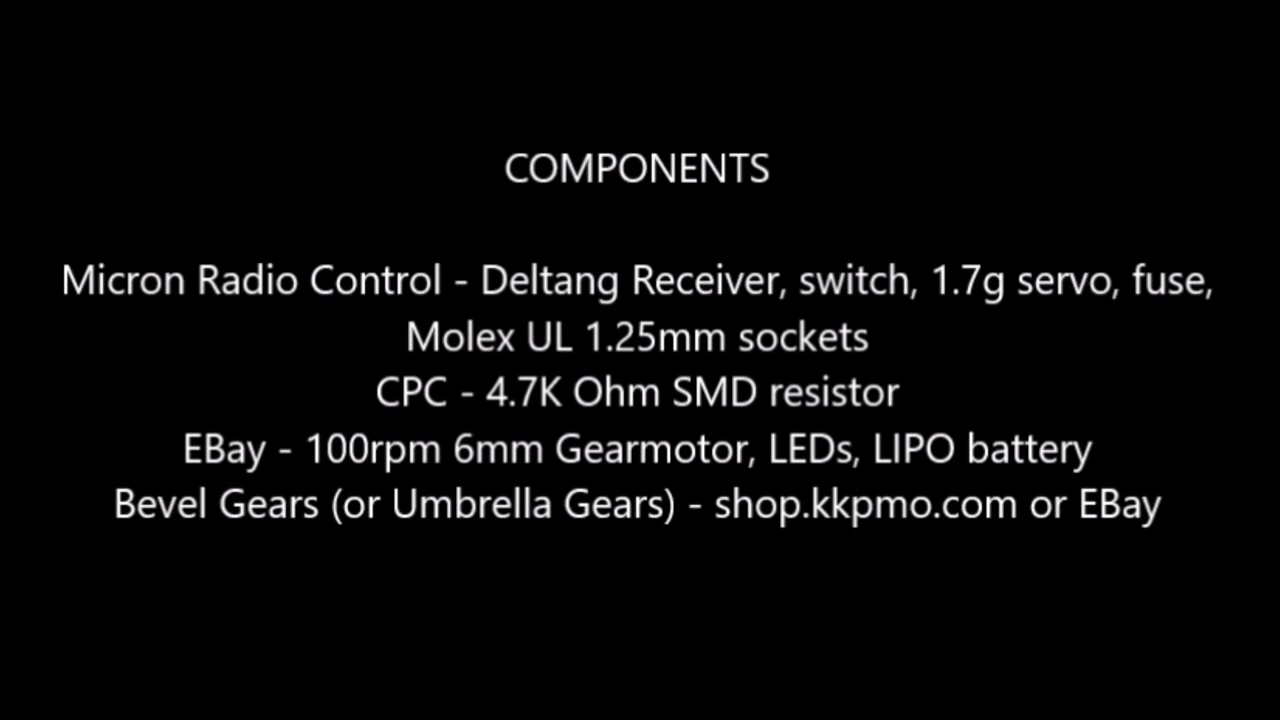 COMPONENTS
Micron Radio Control - Deltang Receiver, switch, 1.7g servo, fuse,
Molex UL 1.25mm sockets
CPC - 4.7K Ohm SMD resistor
EBay - 100rpm 6mm Gearmotor, LEDs, LIPO battery
Bevel Gears (or Umbrella Gears) - shop.kkpmo.com or EBay